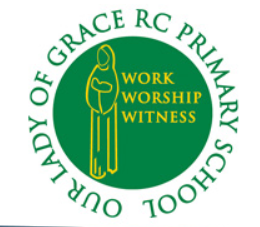 OUR LADY OF GRACE RC PRIMARY SCHOOL
WORK
WORSHIP
WITNESS